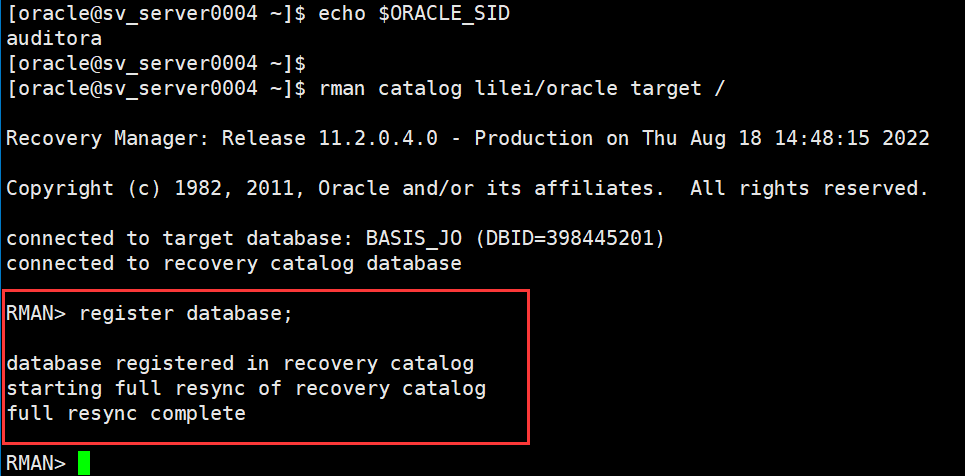 [oracle@sv_server0004 ~]$ echo $ORACLE_SID
auditora
[oracle@sv_server0004 ~]$
[oracle@sv_server0004 ~]$ rman catalog lilei/oracle target /
Recovery Manager: Release 11.2.0.4.0 - Production on Thu Aug 18 14:48:15 2022
Copyright (c) 1982, 2011, Oracle and/or its affiliates.  All rights reserved.
connected to target database: BASIS_JO (DBID=398445201)
connected to recovery catalog database
RMAN> register database;
database registered in recovery catalog
starting full resync of recovery catalog
full resync complete
RMAN>